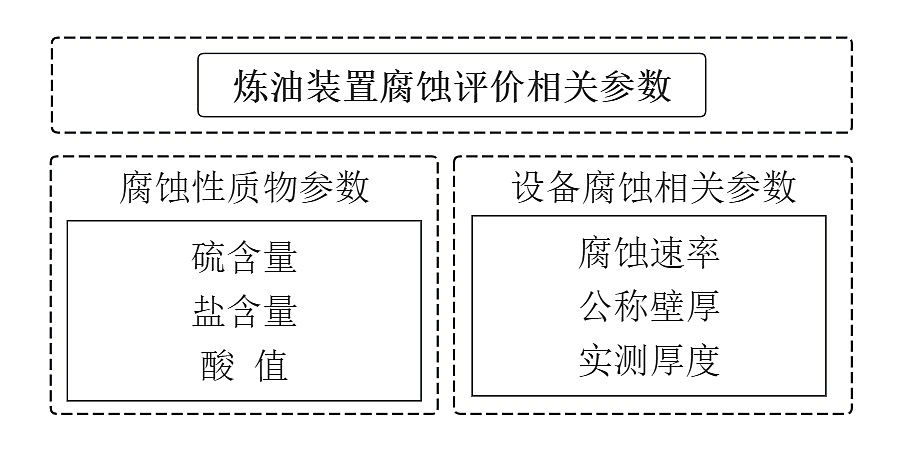 炼油装置腐蚀评价相关参数
腐蚀性质物参数
硫含量
盐含量
酸 值
设备腐蚀相关参数
腐蚀速率
公称壁厚
实测厚度